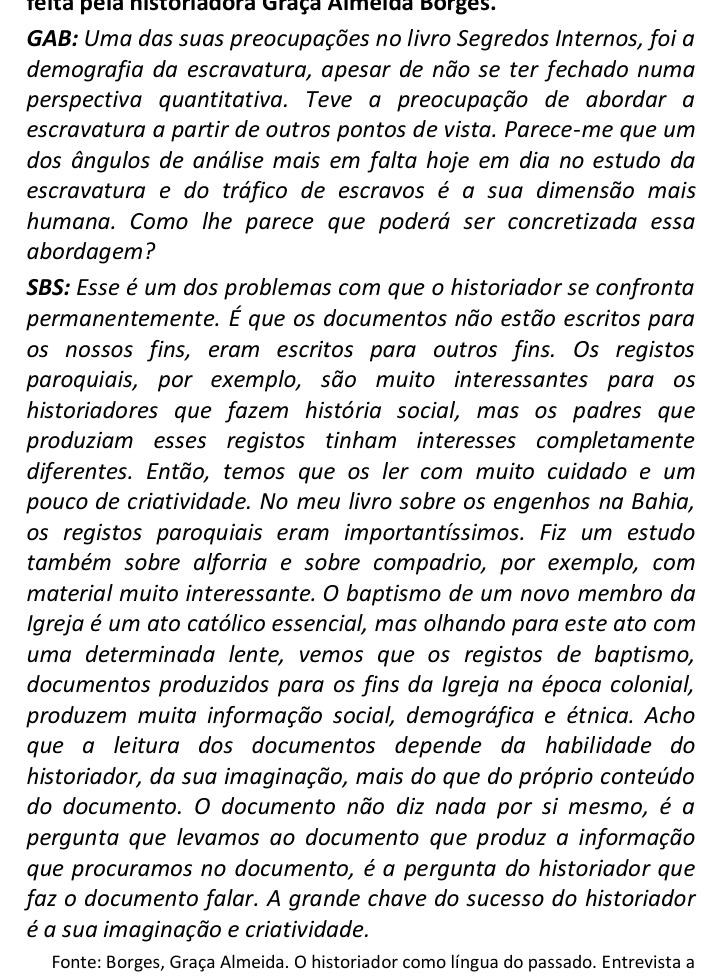 feita pela historiadora Graça Almeida Borges.
GAB: Uma das suas preocupações no livro Segredos Internos, foi a
demografia da escravatura, apesar de não se ter fechado numa
perspectiva quantitativa. Teve a preocupação de abordar a
escravatura a partir de outros pontos de vista. Parece-me que um
dos ângulos de análise mais em falta hoje em dia no estudo da
escravatura e do tráfico de escravos é a sua dimensão mais
humana. Como lhe parece que poderá ser concretizada essa
abordagem?
SBS: Esse é um dos problemas com que o historiador se confronta
permanentemente. É que os documentos não estão escritos para
os nossos fins, eram escritos para outros fins. Os registos
paroquiais, por exemplo, são muito interessantes para os
historiadores que fazem história social, mas os padres que
produziam esses registos tinham interesses completamente
diferentes. Então, temos que os ler com muito cuidado e um
pouco de criatividade. No meu livro sobre os engenhos na Bahia,
os registos paroquiais eram importantíssimos. Fiz um estudo
também sobre alforria e sobre compadrio, por exemplo, com
material muito interessante. O baptismo de um novo membro da
Igreja é um ato católico essencial, mas olhando para este ato com
uma determinada lente, vemos que os registos de baptismo,
documentos produzidos para os fins da Igreja na época colonial,
produzem muita informação social, demográfica e étnica. Acho
que a leitura dos documentos depende da habilidade do
historiador, da sua imaginação, mais do que do próprio conteúdo
do documento. O documento não diz nada por si mesmo, é a
pergunta que levamos ao documento que produz a informação
que procuramos no documento, é a pergunta do historiador que
faz o documento falar. A grande chave do sucesso do historiador
é a sua imaginação e criatividade.
Fonte: Borges, Graça Almeida. O historiador como língua do passado. Entrevista a